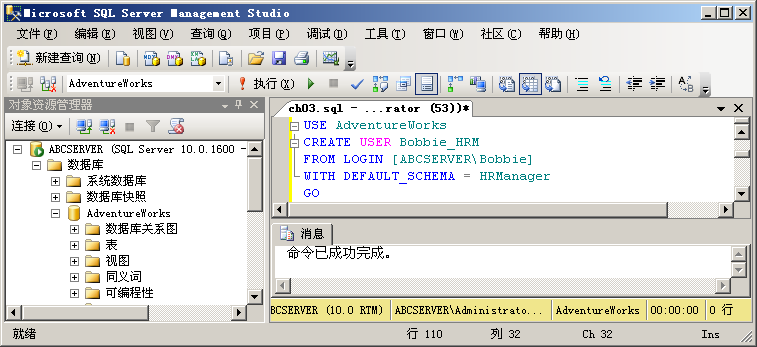 Microsoft SQL Server Management Studio
文件(F) 编辑(E) 视图(V) 查询(Q) 项目(P) 调试(D) 工具(T) 窗口(W) 社区(C) 帮助(H)
新建查询(N)
AdventureWorks 执行(X)
对象资源管理器
连接(O)
ABCSERVER (SQL Server 10.0.1600 -
数据库
系统数据库
数据库快照
AdventureWorks
数据库关系图
表
视图
同义词
可编程性
ch03.sql - ...rator (53))*
USE AdventureWorks
CREATE USER Bobbie_HRM
FROM LOGIN [ABCSERVER\Bobbie]
WITH DEFAULT_SCHEMA = HRManager
GO
消息
命令已成功完成。
ABCSERVER (10.0 RTM) ABCSERVER\Administrato... AdventureWorks 00:00:00 0 行
就绪 行 110 列 32 Ch 32 Ins